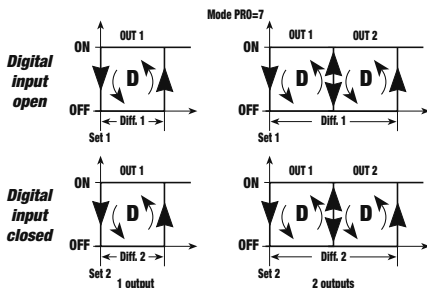 Mode PRO=7
Digital input open
ON
OUT 1
D
OFF
Diff. 1
Set 1
ON
OUT 1
OUT 2
D
D
OFF
Diff. 1
Set 1
Digital input closed
ON
OUT 1
D
OFF
Diff. 2
Set 2
1 output
ON
OUT 1
OUT 2
D
D
OFF
Diff. 2
Set 2
2 outputs